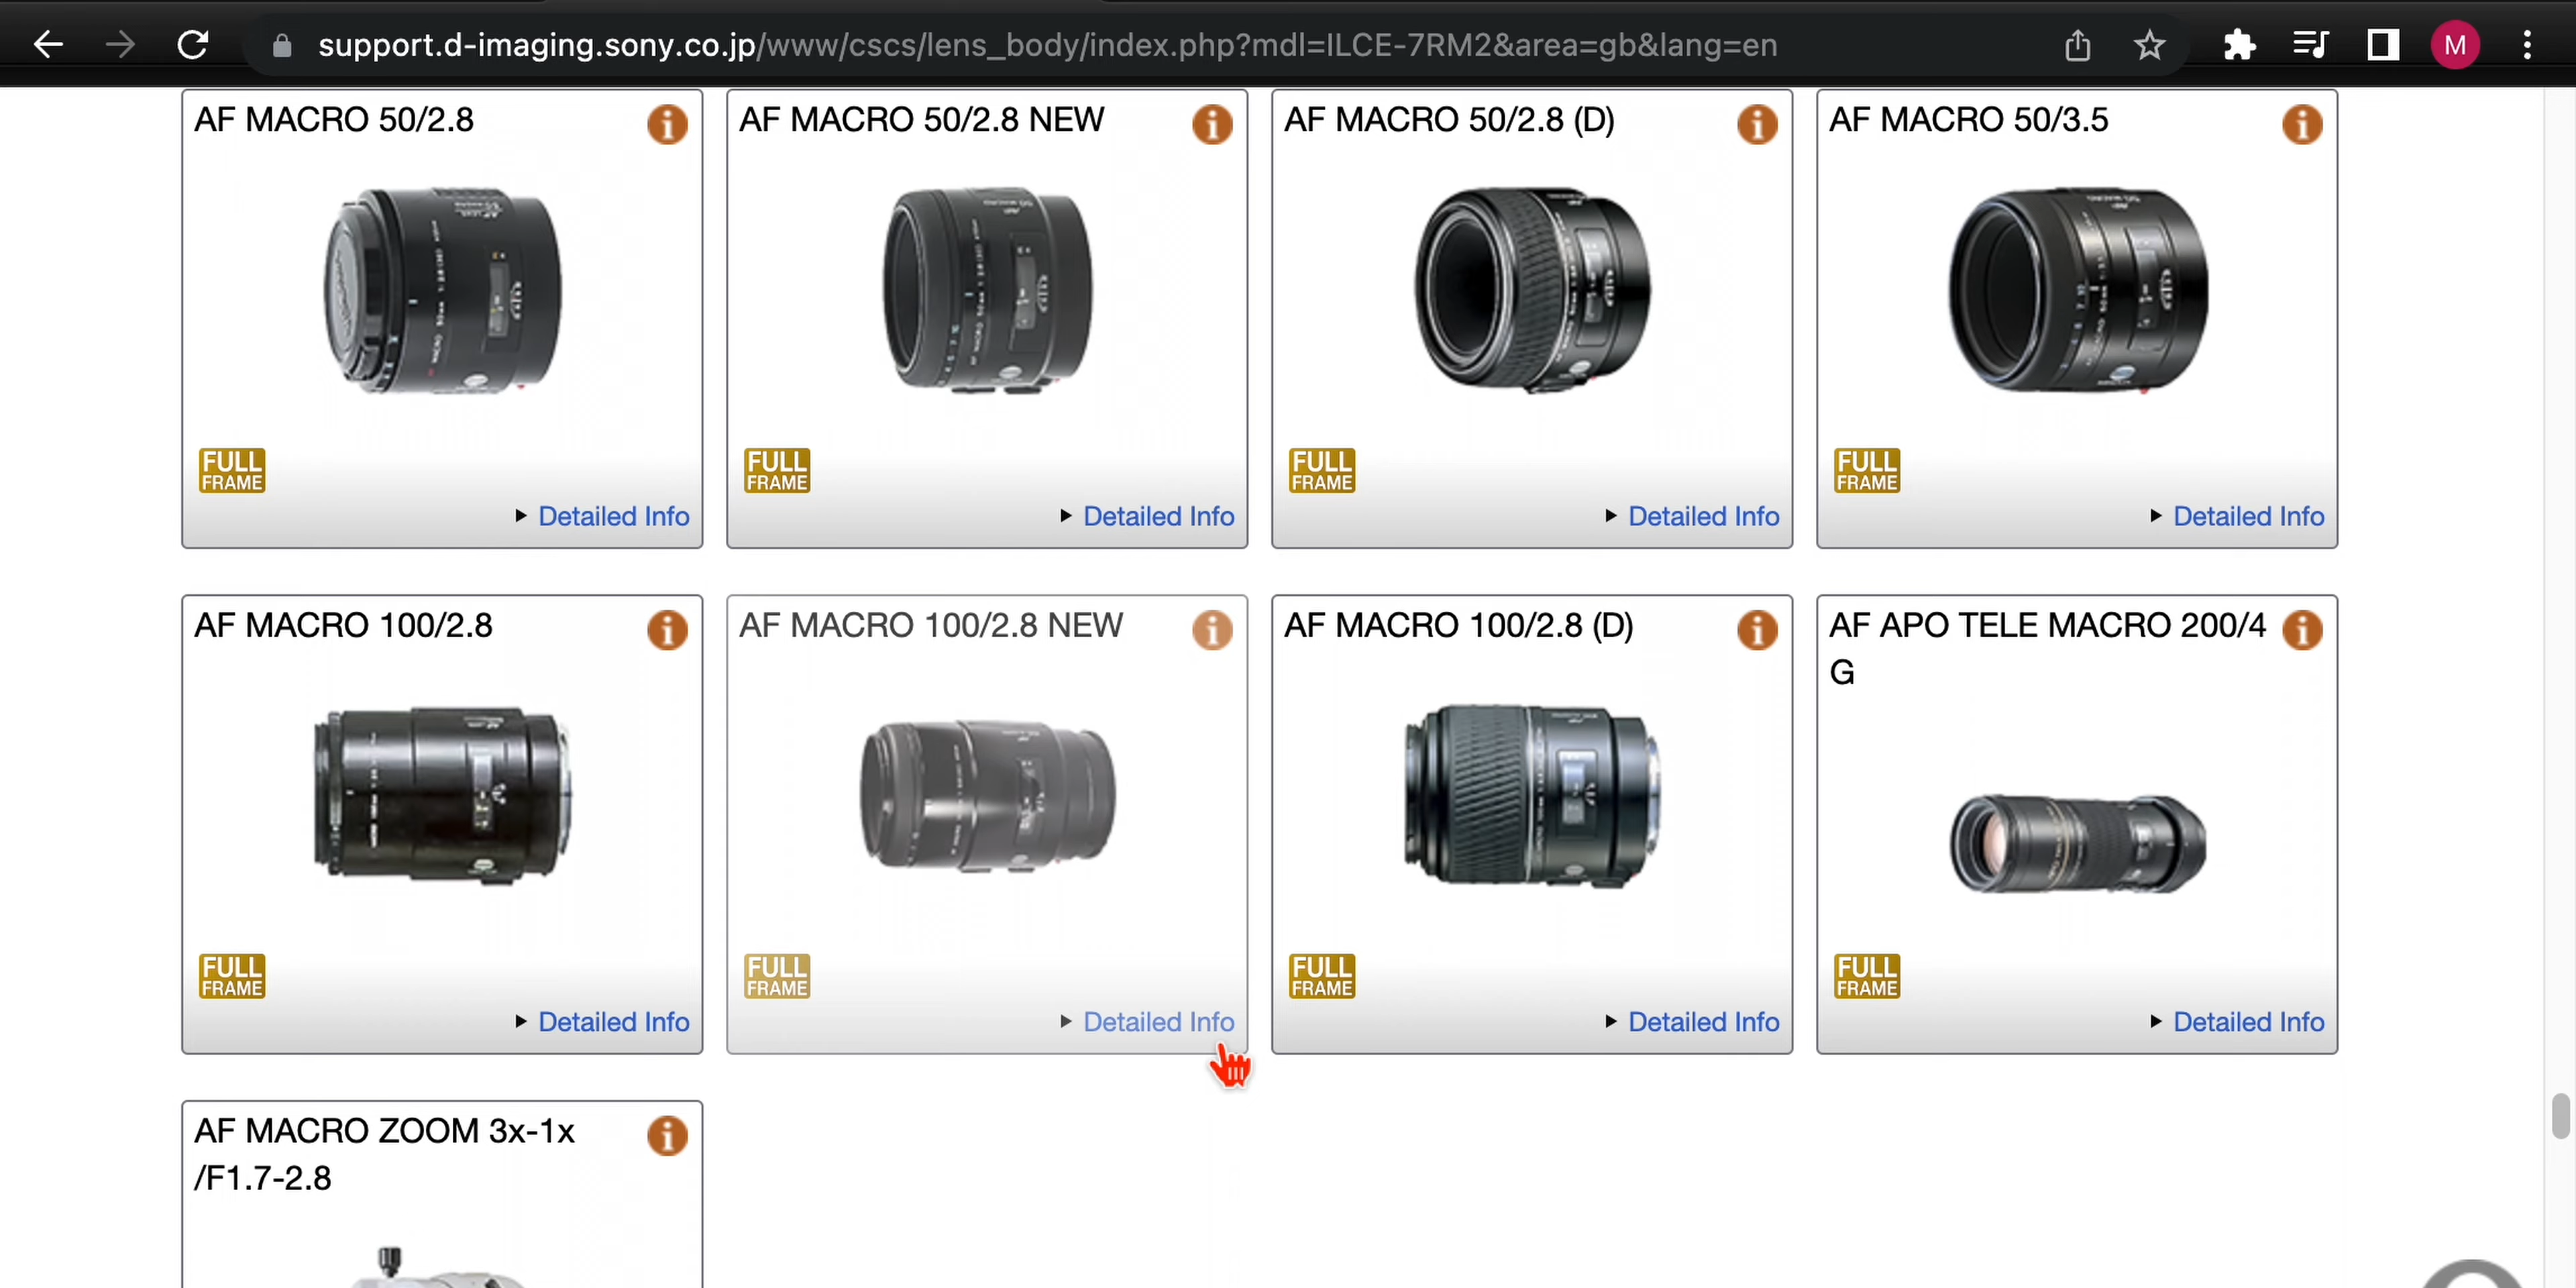 support.d-imaging.sony.co.jp/www/cscs/lens_body/index.php?mdl=ILCE-7RM2&area=gb&lang=en
M
AF MACRO 50/2.8
AF MACRO 50/2.8 NEW
AF MACRO 50/2.8 (D)
AF MACRO 50/3.5
FULL
FRAME
FULL
FRAME
FULL
FRAME
FULL
FRAME
Detailed Info
Detailed Info
Detailed Info
Detailed Info
AF MACRO 100/2.8
AF MACRO 100/2.8 NEW
AF MACRO 100/2.8 (D)
AF APO TELE MACRO 200/4
G
FULL
FRAME
FULL
FRAME
FULL
FRAME
FULL
FRAME
Detailed Info
Detailed Info
Detailed Info
Detailed Info
AF MACRO ZOOM 3x-1x
/F1.7-2.8